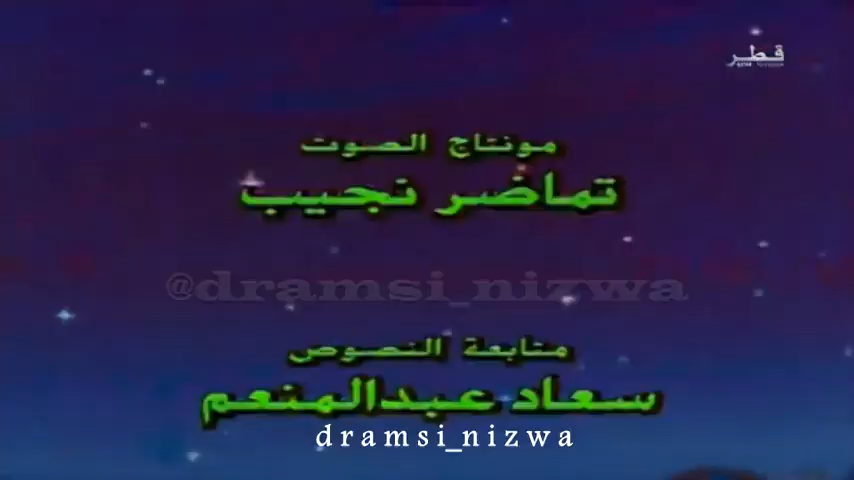 قطر
مونتاج الصوت
تماضر نجيب
@dramsi_nizwa
متابعة النصوص
سعاد عبدالمنعم
dramsi_nizwa